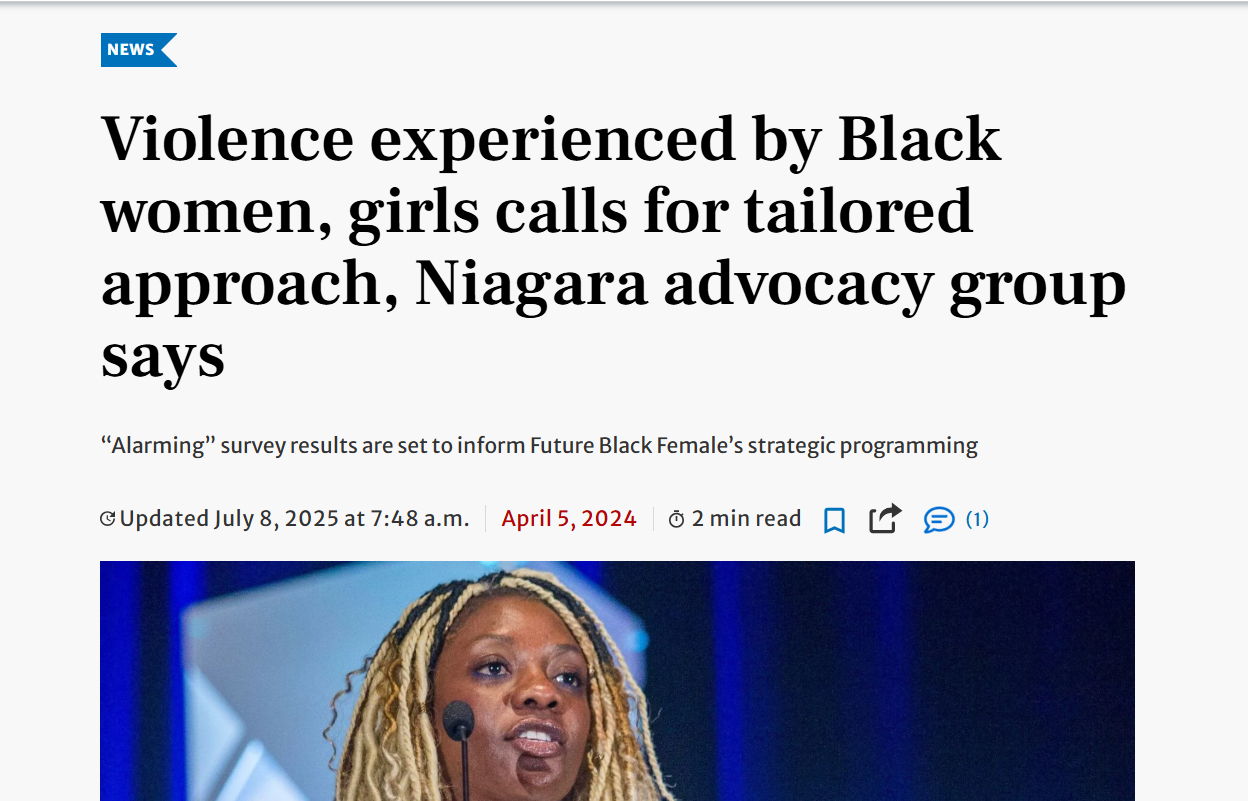 NEWS
Violence experienced by Black
women, girls calls for tailored
approach, Niagara advocacy group
says
“Alarming” survey results are set to inform Future Black Female’s strategic programming
Updated July 8, 2025 at 7:48 a.m. April 5, 2024 2 min read (1)